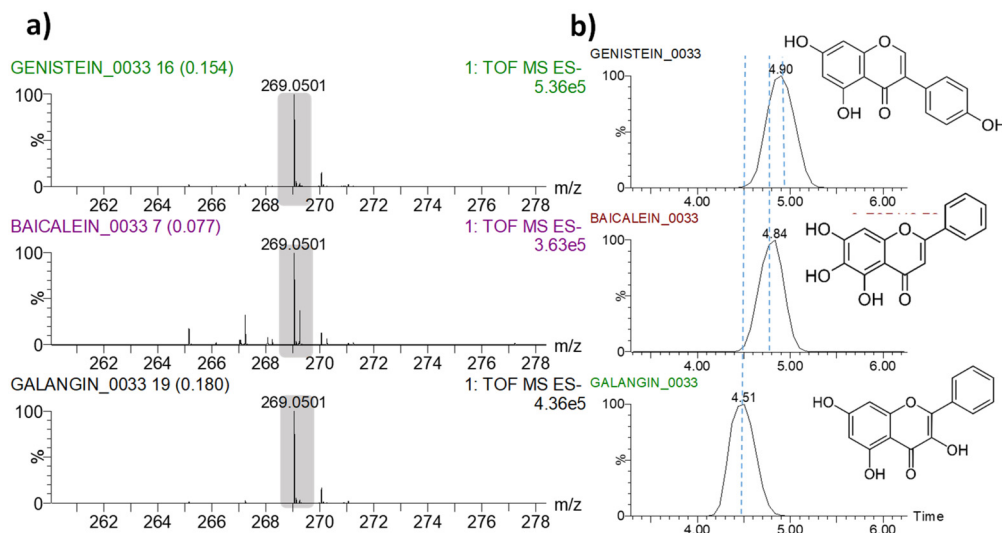 a)
GENISTEIN_0033 16 (0.154)
1: TOF MS ES-
5.36e5
269.0501
100
%
0
262 264 266 268 270 272 274 276 278
m/z
BAICALEIN_0033 7 (0.077)
1: TOF MS ES-
3.63e5
269.0501
100
%
0
262 264 266 268 270 272 274 276 278
m/z
GALANGIN_0033 19 (0.180)
1: TOF MS ES-
4.36e5
269.0501
100
%
0
262 264 266 268 270 272 274 276 278
m/z
b)
GENISTEIN_0033
4.90
100
%
0
4.00 5.00 6.00
HO
O
OH
O
OH
BAICALEIN_0033
4.84
100
%
0
4.00 5.00 6.00
HO
O
HO
OH
O
GALANGIN_0033
4.51
100
%
0
4.00 5.00 6.00
Time
HO
O
OH
OH
O